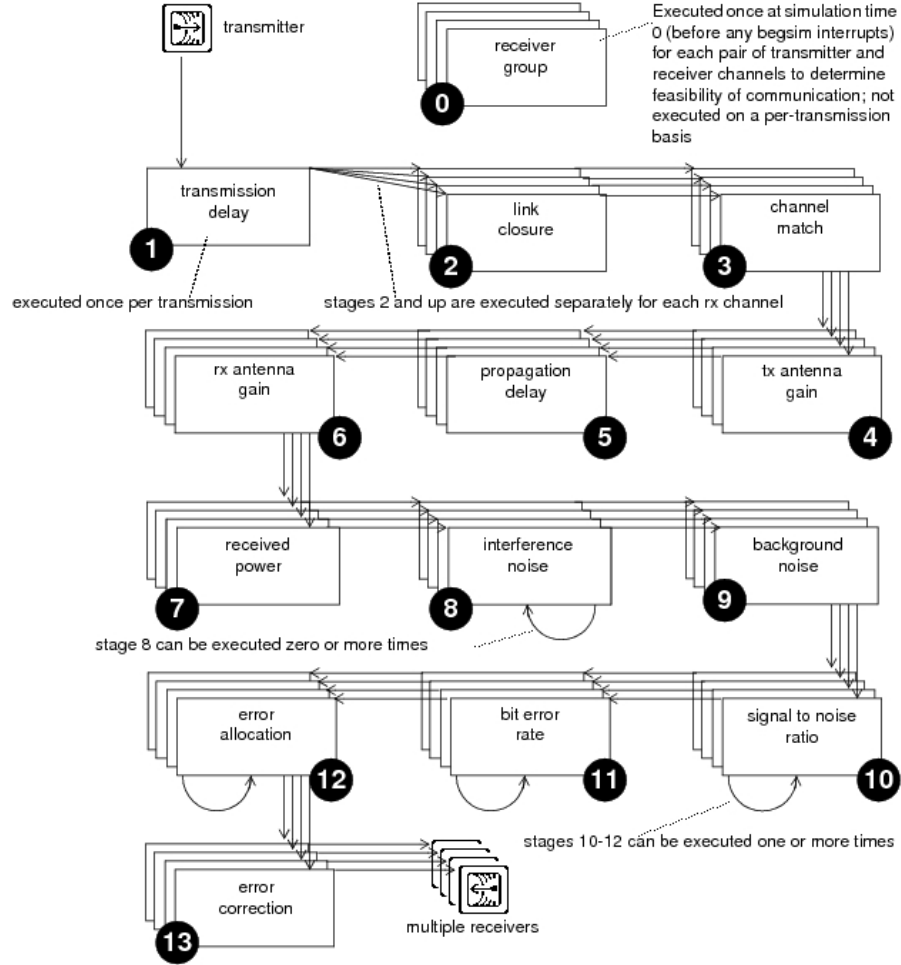 transmitter
receiver
group
0
Executed once at simulation time
0 (before any begsim interrupts)
for each pair of transmitter and
receiver channels to determine
feasibility of communication; not
executed on a per-transmission
basis
transmission
delay
1
link
closure
2
channel
match
3
executed once per transmission
stages 2 and up are executed separately for each rx channel
rx antenna
gain
6
propagation
delay
5
tx antenna
gain
4
received
power
7
interference
noise
8
background
noise
9
stage 8 can be executed zero or more times
error
allocation
12
bit error
rate
11
signal to noise
ratio
10
stages 10-12 can be executed one or more times
error
correction
13
multiple receivers